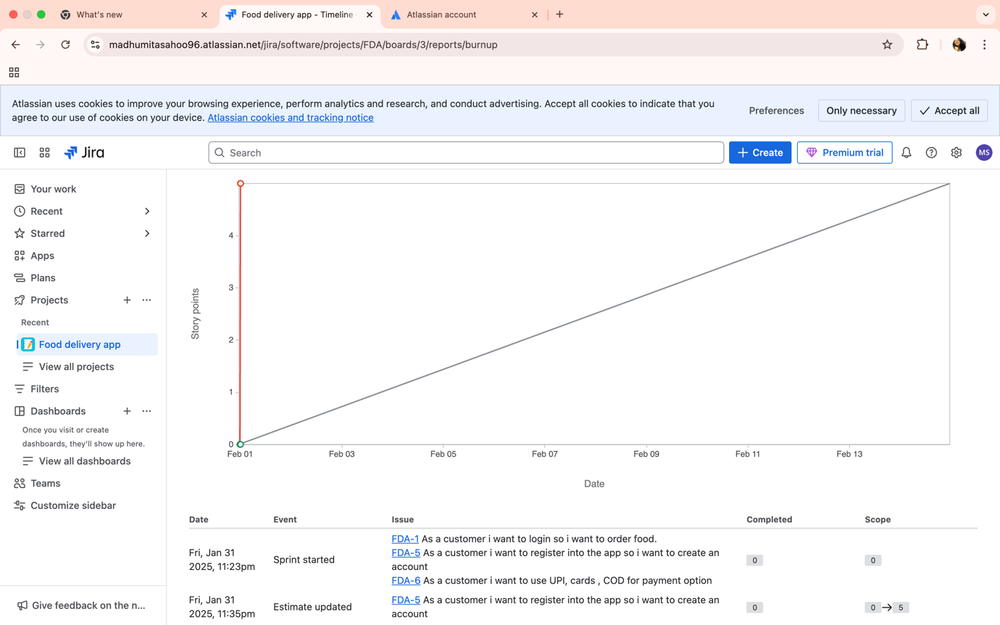 What's new
Food delivery app - Timeline -
Atlassian account
madhumitasahoo96.atlassian.net/jira/software/projects/FDA/boards/3/reports/burnup
Atlassian uses cookies to improve your browsing experience, perform analytics and research, and conduct advertising. Accept all cookies to indicate that you
agree to our use of cookies on your device. Atlassian cookies and tracking notice
Preferences
Only necessary
Accept all
Jira
Search
Create
Premium trial
MS
Your work
Recent
Starred
Apps
Plans
Projects
Recent
Food delivery app
View all projects
Filters
Dashboards
Once you visit or create
dashboards, they'll show up here.
View all dashboards
Teams
Customize sidebar
Give feedback on the n...
Story points
4
3
2
1
0
Feb 01
Feb 03
Feb 05
Feb 07
Feb 09
Feb 11
Feb 13
Date
Date
Event
Issue
Completed
Scope
Fri, Jan 31
2025, 11:23pm
Sprint started
FDA-1 As a customer i want to login so i want to order food.
FDA-5 As a customer i want to register into the app so i want to create an
account
FDA-6 As a customer i want to use UPI, cards , COD for payment option
0
0
Fri, Jan 31
2025, 11:35pm
Estimate updated
FDA-5 As a customer i want to register into the app so i want to create an
account
0
0 → 5